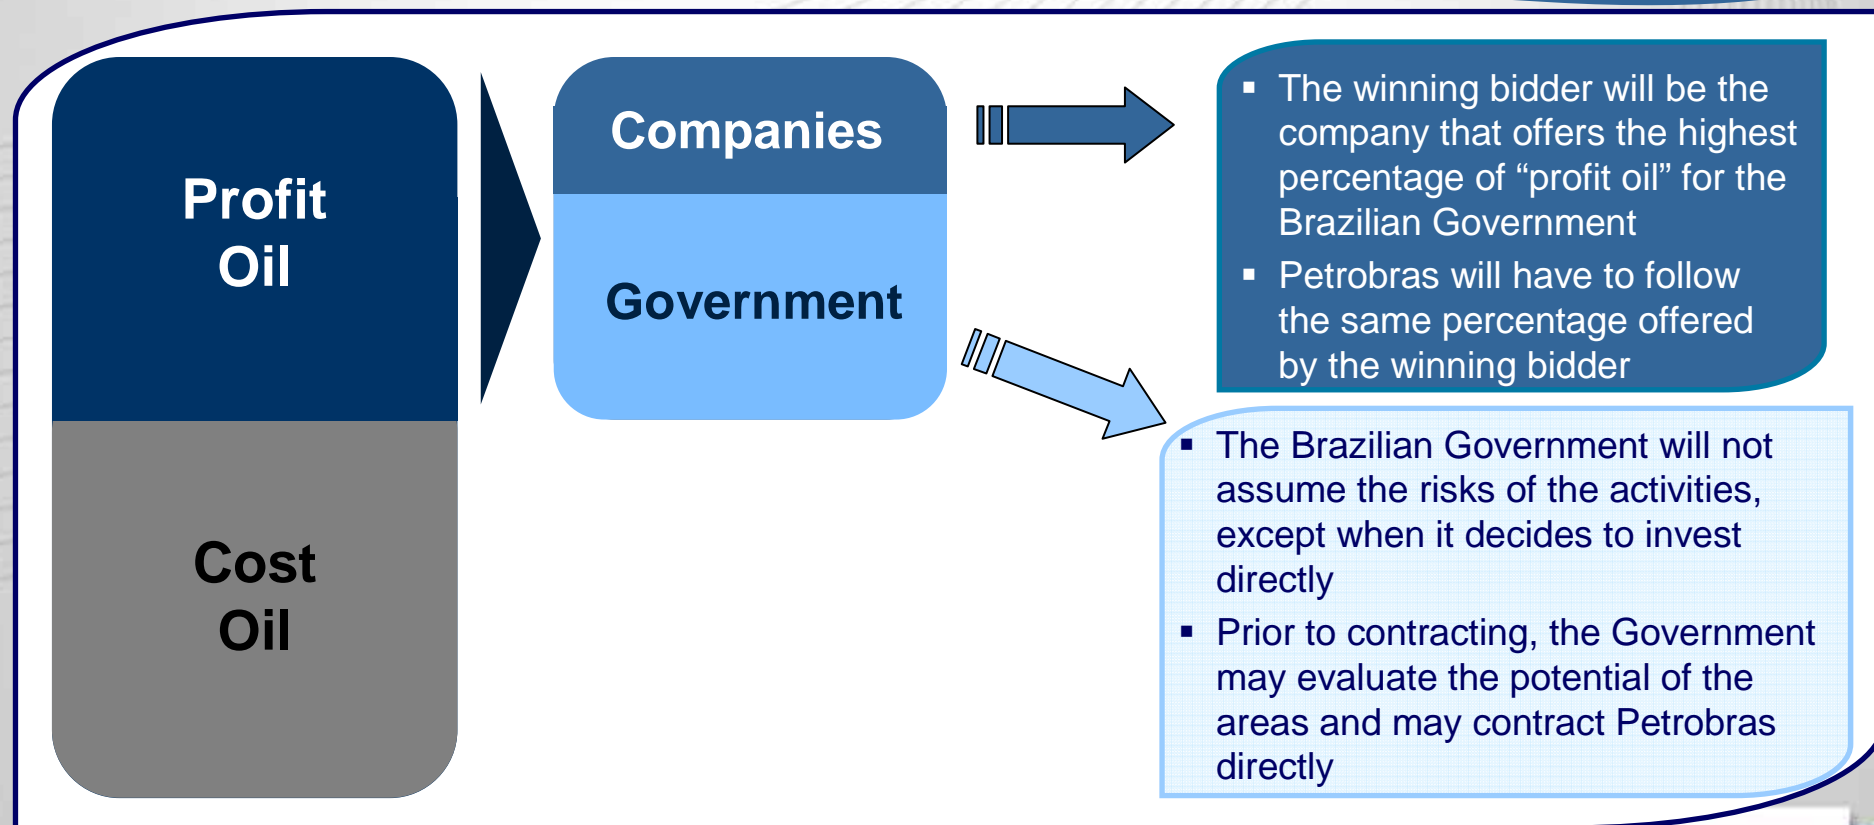 Profit
Oil
Cost
Oil
Companies
Government
▪ The winning bidder will be the
company that offers the highest
percentage of “profit oil” for the
Brazilian Government
▪ Petrobras will have to follow
the same percentage offered
by the winning bidder
▪ The Brazilian Government will not
assume the risks of the activities,
except when it decides to invest
directly
▪ Prior to contracting, the Government
may evaluate the potential of the
areas and may contract Petrobras
directly